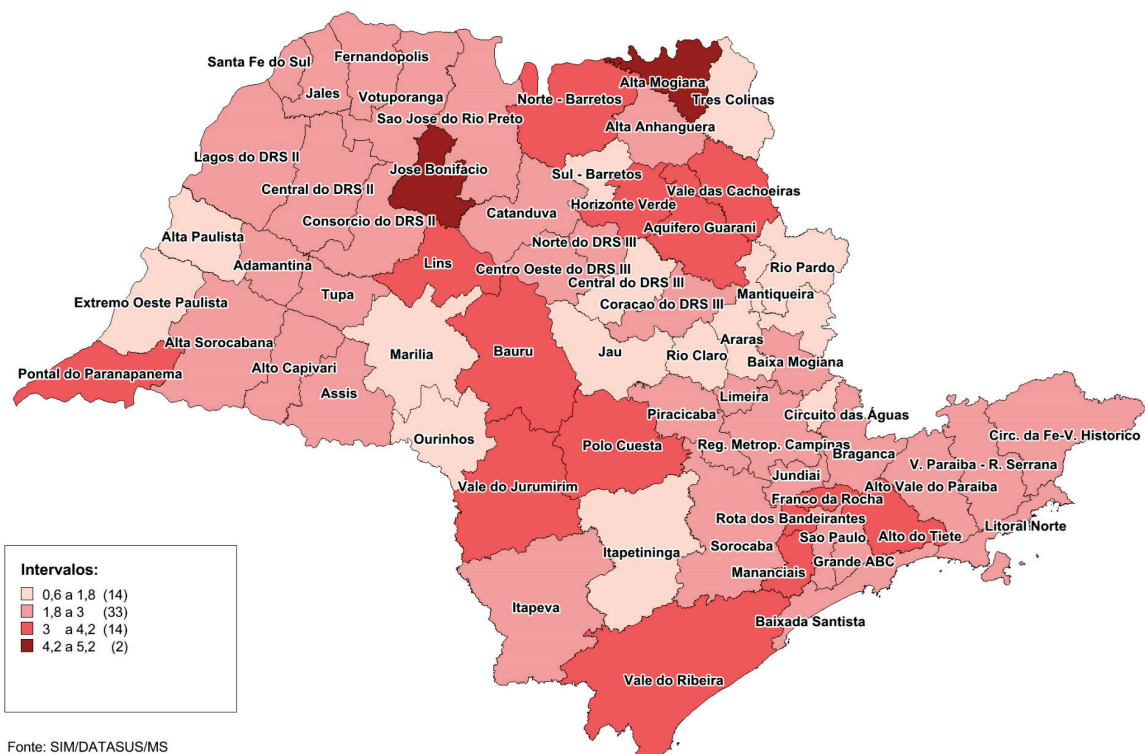 Fernandopolis
Santa Fe do Sul
Jales
Votuporanga
Alta Mogiana
Norte - Barretos
Tres Colinas
Sao Jose do Rio Preto
Alta Anhanguera
Lagos do DRS II
Jose Bonifacio
Sul - Barretos
Vale das Cachoeiras
Central do DRS II
Horizonte Verde
Consorcio do DRS II
Catanduva
Aquifero Guarani
Alta Paulista
Norte do DRS III
Lins
Adamantina
Centro Oeste do DRS III
Rio Pardo
Central do DRS III
Tupa
Mantiqueira
Extremo Oeste Paulista
Coracao do DRS III
Alta Sorocabana
Araras
Marilia
Bauru
Jau
Rio Claro
Baixa Mogiana
Pontal do Paranapanema
Alto Capivari
Assis
Limeira
Piracicaba
Circuito das Águas
Ourinhos
Polo Cuesta
Reg. Metrop. Campinas
Circ. da Fe-V. Historico
Braganca
V. Paraiba - R. Serrana
Jundiai
Vale do Jurumirim
Alto Vale do Paraiba
Franco da Rocha
Rota dos Bandeirantes
Litoral Norte
Sao Paulo
Alto do Tiete
Itapetininga
Sorocaba
Grande ABC
Mananciais
Itapeva
Baixada Santista
Vale do Ribeira
Intervalos:
0,6 a 1,8 (14)
1,8 a 3 (33)
3 a 4,2 (14)
4,2 a 5,2 (2)
Fonte: SIM/DATASUS/MS